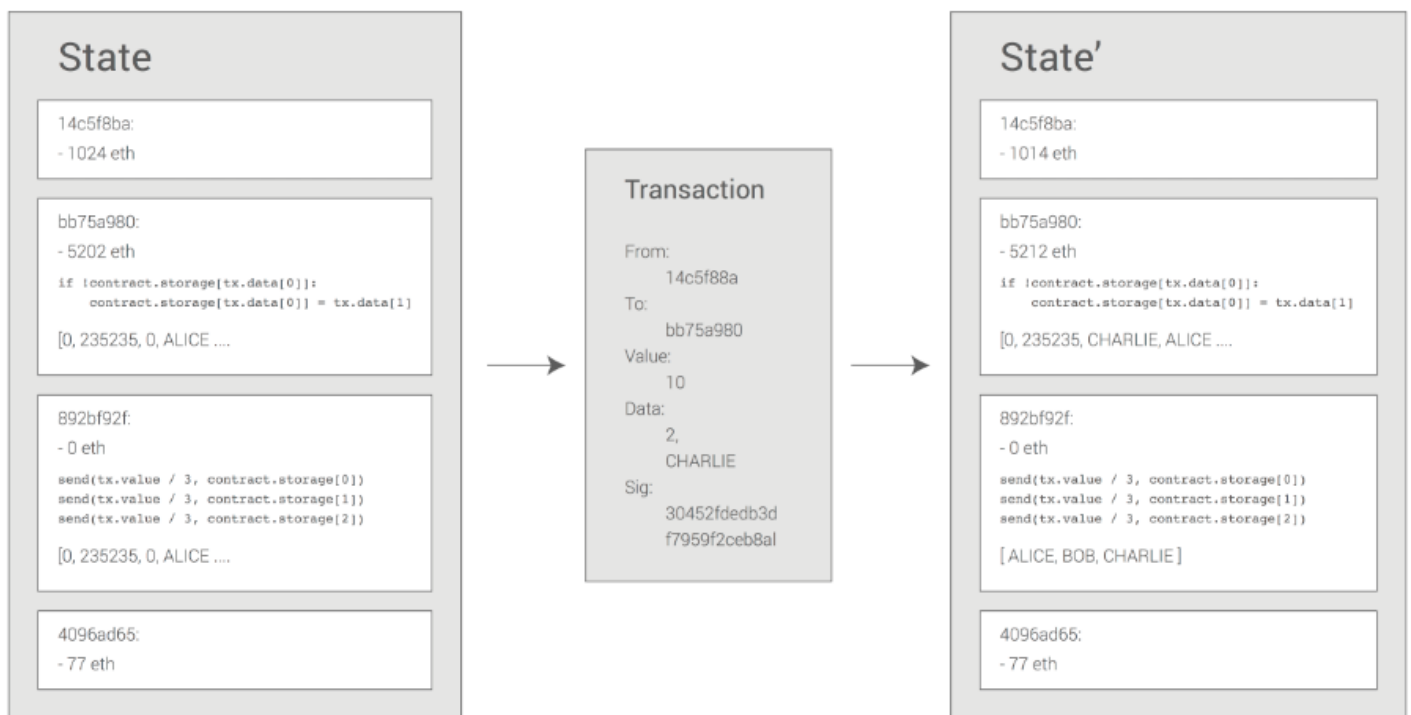 State
14c5f8ba:
- 1024 eth
bb75a980:
- 5202 eth
if !contract.storage[tx.data[0]]:
contract.storage[tx.data[0]] = tx.data[1]
[0, 235235, 0, ALICE ....
892bf92f:
- 0 eth
send(tx.value / 3, contract.storage[0])
send(tx.value / 3, contract.storage[1])
send(tx.value / 3, contract.storage[2])
[0, 235235, 0, ALICE ....
4096ad65:
- 77 eth
Transaction
From:
14c5f88a
To:
bb75a980
Value:
10
Data:
2,
CHARLIE
Sig:
30452fdedb3d
f7959f2ceb8al
State’
14c5f8ba:
- 1014 eth
bb75a980:
- 5212 eth
if !contract.storage[tx.data[0]]:
contract.storage[tx.data[0]] = tx.data[1]
[0, 235235, CHARLIE, ALICE ....
892bf92f:
- 0 eth
send(tx.value / 3, contract.storage[0])
send(tx.value / 3, contract.storage[1])
send(tx.value / 3, contract.storage[2])
[ ALICE, BOB, CHARLIE ]
4096ad65:
- 77 eth